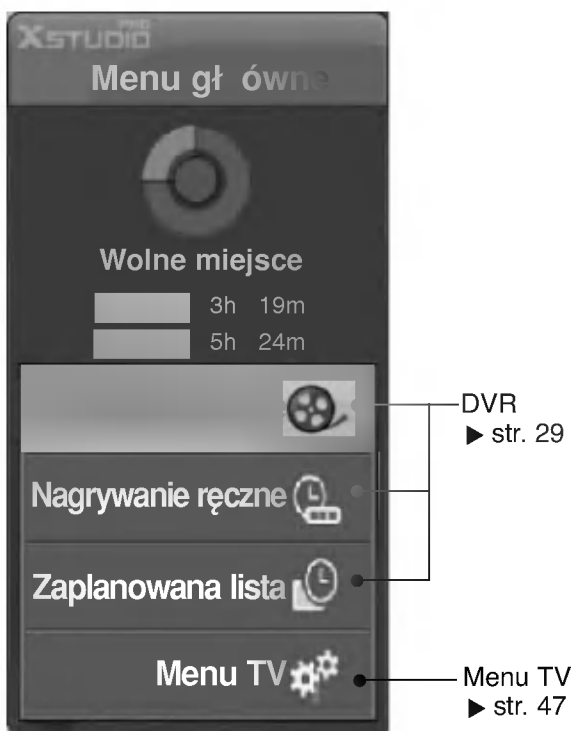 XSTUDIO PRO
Menu gł ówne
Wolne miejsce
3h 19m
5h 24m
Nagrywanie ręczne
Zaplanowana lista
Menu TV
DVR
▶ str. 29
Menu TV
▶ str. 47